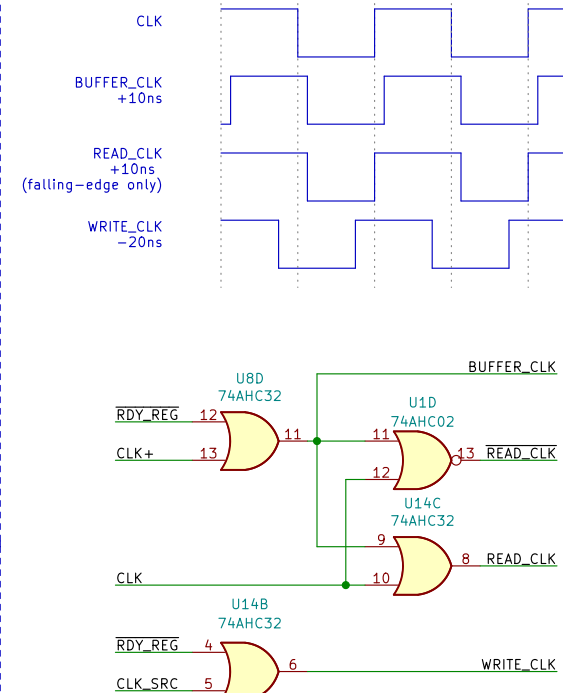 CLK
BUFFER_CLK
+10ns
READ_CLK
+10ns
(falling-edge only)
WRITE_CLK
-20ns
BUFFER_CLK
U8D
74AHC32
U1D
74AHC02
RDY_REG 12
11
11
13 READ_CLK
CLK+ 13
12
U14C
74AHC32
9
8 READ_CLK
CLK
10
U14B
74AHC32
RDY_REG 4
6 WRITE_CLK
CLK_SRC 5